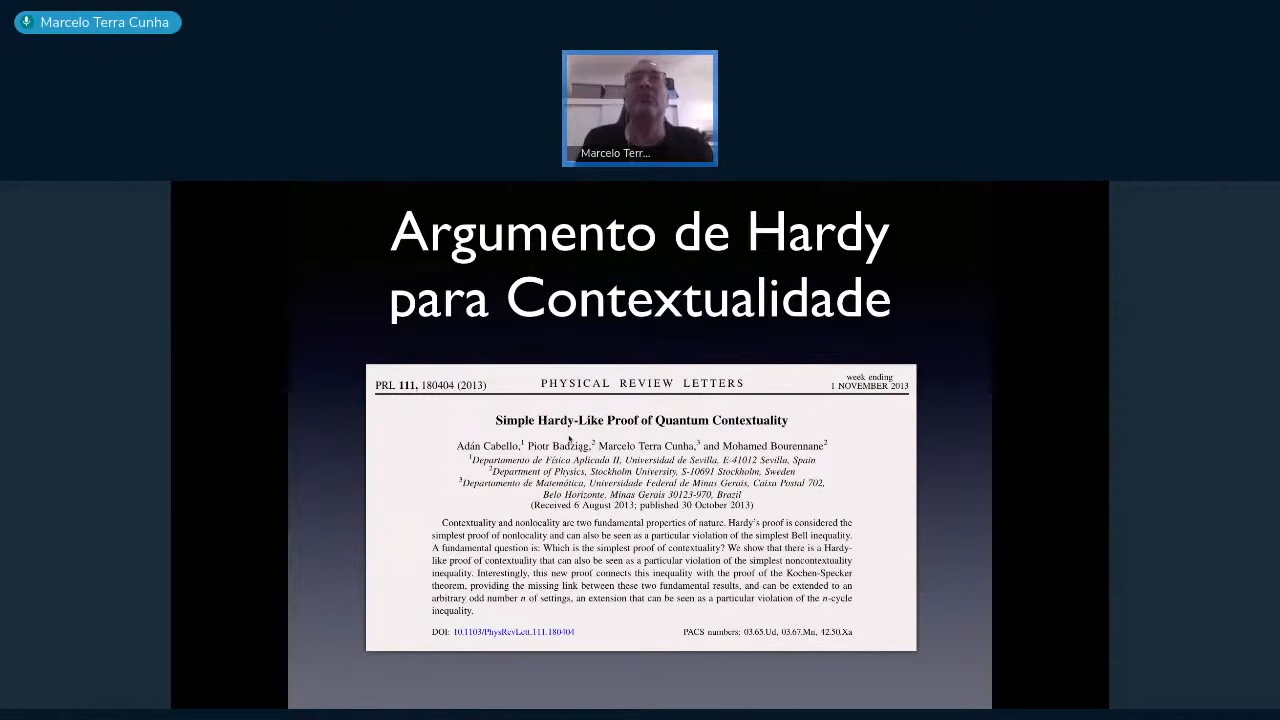 Marcelo Terra Cunha
Marcelo Terr...
Argumento de Hardy
para Contextualidade
PRL 111, 180404 (2013)
PHYSICAL REVIEW LETTERS
week ending
1 NOVEMBER 2013
Simple Hardy-Like Proof of Quantum Contextuality
Adán Cabello,1 Piotr Badziąg,2 Marcelo Terra Cunha,3 and Mohamed Bourennane2
1Departamento de Física Aplicada II, Universidad de Sevilla, E-41012 Sevilla, Spain
2Department of Physics, Stockholm University, S-10691 Stockholm, Sweden
3Departamento de Matemática, Universidade Federal de Minas Gerais, Caixa Postal 702,
Belo Horizonte, Minas Gerais 30123-970, Brazil
(Received 6 August 2013; published 30 October 2013)
Contextuality and nonlocality are two fundamental properties of nature. Hardy's proof is considered the
simplest proof of nonlocality and can also be seen as a particular violation of the simplest Bell inequality.
A fundamental question is: Which is the simplest proof of contextuality? We show that there is a Hardy-
like proof of contextuality that can also be seen as a particular violation of the simplest noncontextuality
inequality. Interestingly, this new proof connects this inequality with the proof of the Kochen-Specker
theorem, providing the missing link between these two fundamental results, and can be extended to an
arbitrary odd number n of settings, an extension that can be seen as a particular violation of the n-cycle
inequality.
DOI: 10.1103/PhysRevLett.111.180404
PACS numbers: 03.65.Ud, 03.67.Mn, 42.50.Xa